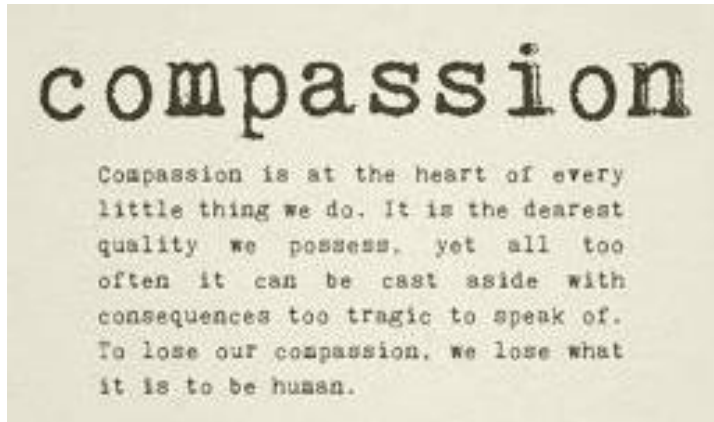 compassion
Compassion is at the heart of every
little thing we do. It is the dearest
quality we possess, yet all too
often it can be cast aside with
consequences too tragic to speak of.
To lose our compassion, we lose what
it is to be human.